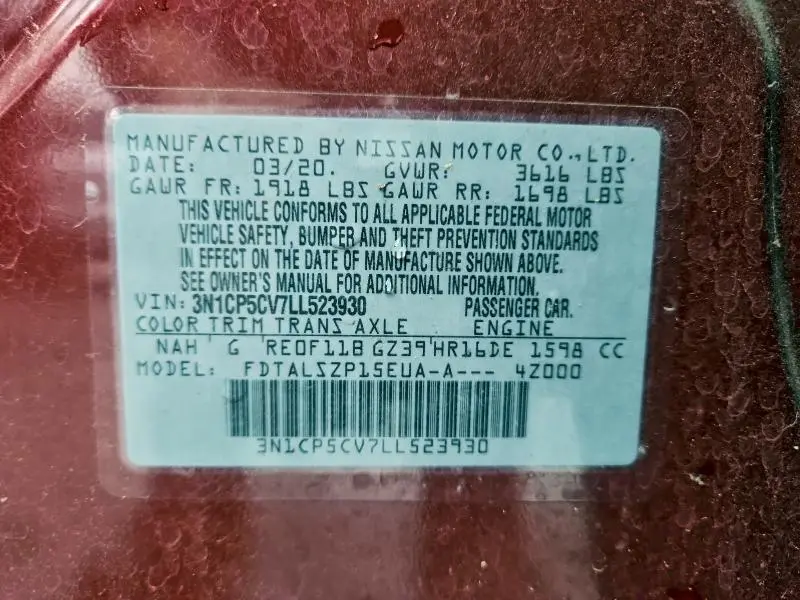 MANUFACTURED BY NISSAN MOTOR CO., LTD.
DATE: 03/20. GVWR: 3616 LBS
GAWR FR: 1918 LBS GAWR RR: 1698 LBS
THIS VEHICLE CONFORMS TO ALL APPLICABLE FEDERAL MOTOR
VEHICLE SAFETY, BUMPER AND THEFT PREVENTION STANDARDS
IN EFFECT ON THE DATE OF MANUFACTURE SHOWN ABOVE.
SEE OWNER'S MANUAL FOR ADDITIONAL INFORMATION.
VIN: 3N1CP5CV7LL523930 PASSENGER CAR.
COLOR TRIM TRANS AXLE ENGINE
NAH G RE0F11B GZ39 HR16DE 1598 CC
MODEL: FDTALSZP15EUA-A--- 4Z000
3N1CP5CV7LL523930